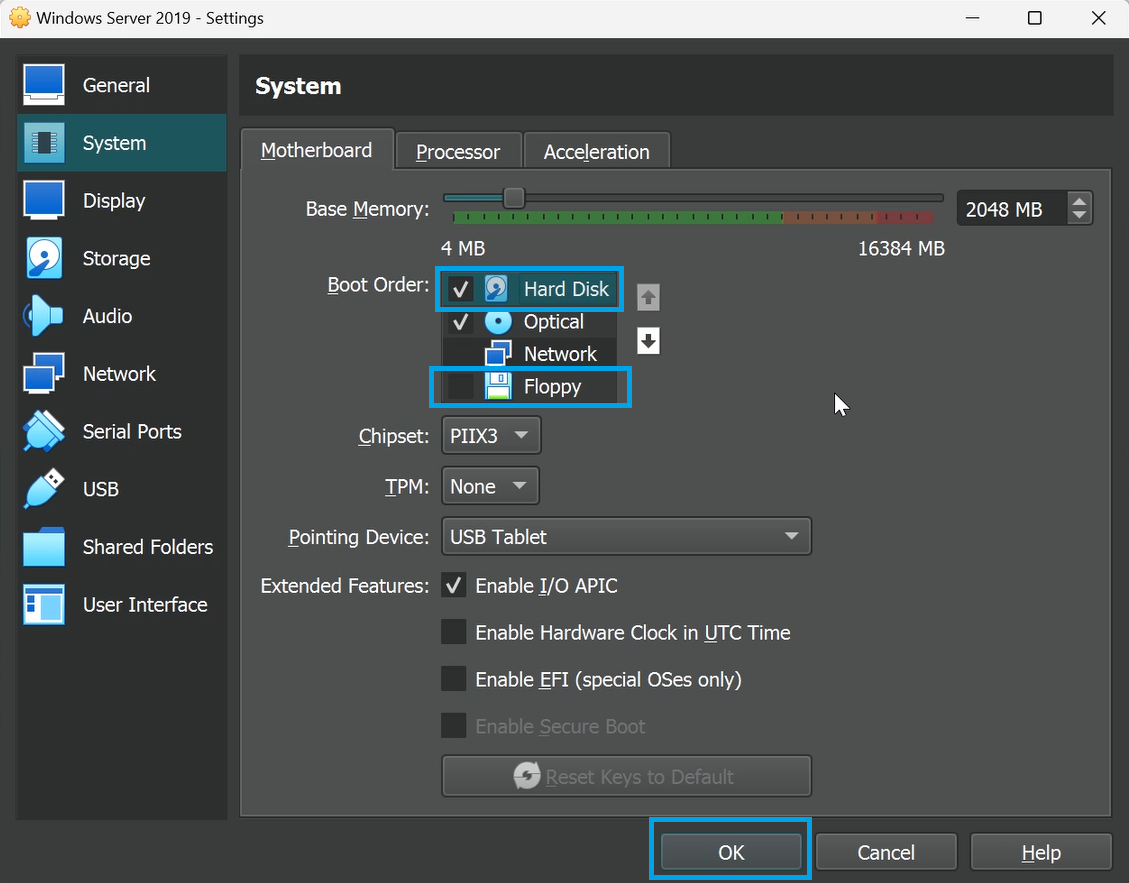 Windows Server 2019 - Settings
General
System
Display
Storage
Audio
Network
Serial Ports
USB
Shared Folders
User Interface
System
Motherboard
Processor
Acceleration
Base Memory:
2048 MB
4 MB
16384 MB
Boot Order:
Hard Disk
Optical
Network
Floppy
Chipset:
PIIX3
TPM:
None
Pointing Device:
USB Tablet
Extended Features:
Enable I/O APIC
Enable Hardware Clock in UTC Time
Enable EFI (special OSes only)
Enable Secure Boot
Reset Keys to Default
OK
Cancel
Help